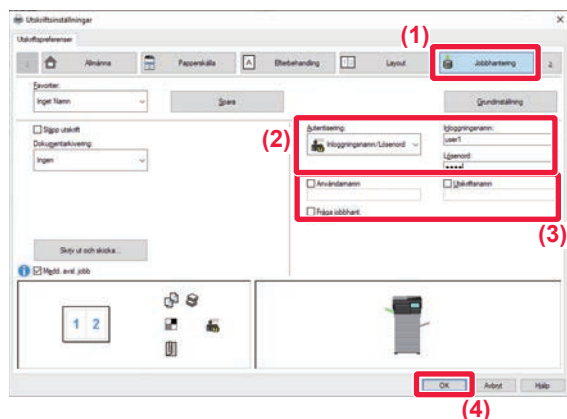 Utskriftsinställningar
Utskriftspreferenser
(1)
Allmänna
Papperskälla
Efterbehandling
Layout
Jobbhantering
Favoriter:
Inget Namn
Spara
Grundinställning
(2)
Släpp utskrift
Dokumentarkivering:
Ingen
Autentisering:
Inloggningsnamn/Lösenord
Inloggningsnamn:
user1
Lösenord:
••••
Användarnamn
Utskriftsnamn
Fråga jobbhant.
(3)
Skriv ut och skicka...
Medd. avsl. jobb
1 2
OK
Avbryt
Hjälp
(4)